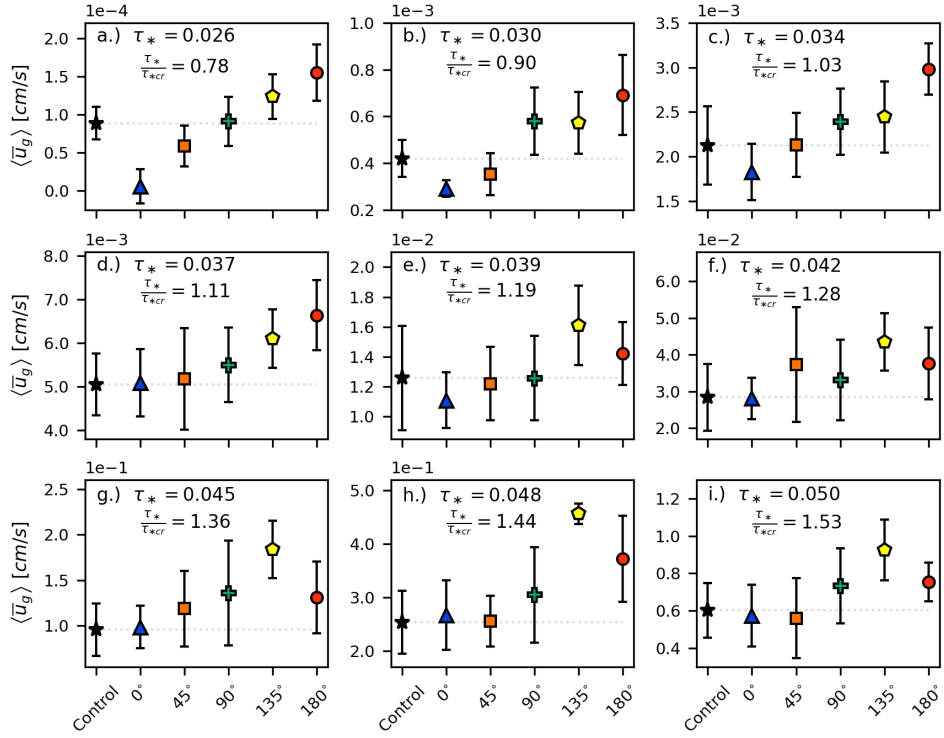 1e−4
a.) τ* = 0.026
τ*/τ*cr = 0.78
2.0
1.5
1.0
0.5
0.0
⟨u̅g⟩ [cm/s]
1e−3
b.) τ* = 0.030
τ*/τ*cr = 0.90
1.0
0.8
0.6
0.4
0.2
1e−3
c.) τ* = 0.034
τ*/τ*cr = 1.03
3.5
3.0
2.5
2.0
1.5
1e−3
d.) τ* = 0.037
τ*/τ*cr = 1.11
8.0
7.0
6.0
5.0
4.0
⟨u̅g⟩ [cm/s]
1e−2
e.) τ* = 0.039
τ*/τ*cr = 1.19
2.0
1.8
1.6
1.4
1.2
1.0
1e−2
f.) τ* = 0.042
τ*/τ*cr = 1.28
6.0
5.0
4.0
3.0
2.0
1e−1
g.) τ* = 0.045
τ*/τ*cr = 1.36
2.5
2.0
1.5
1.0
⟨u̅g⟩ [cm/s]
Control
0°
45°
90°
135°
180°
1e−1
h.) τ* = 0.048
τ*/τ*cr = 1.44
5.0
4.0
3.0
2.0
Control
0°
45°
90°
135°
180°
i.) τ* = 0.050
τ*/τ*cr = 1.53
1.2
1.0
0.8
0.6
0.4
Control
0°
45°
90°
135°
180°